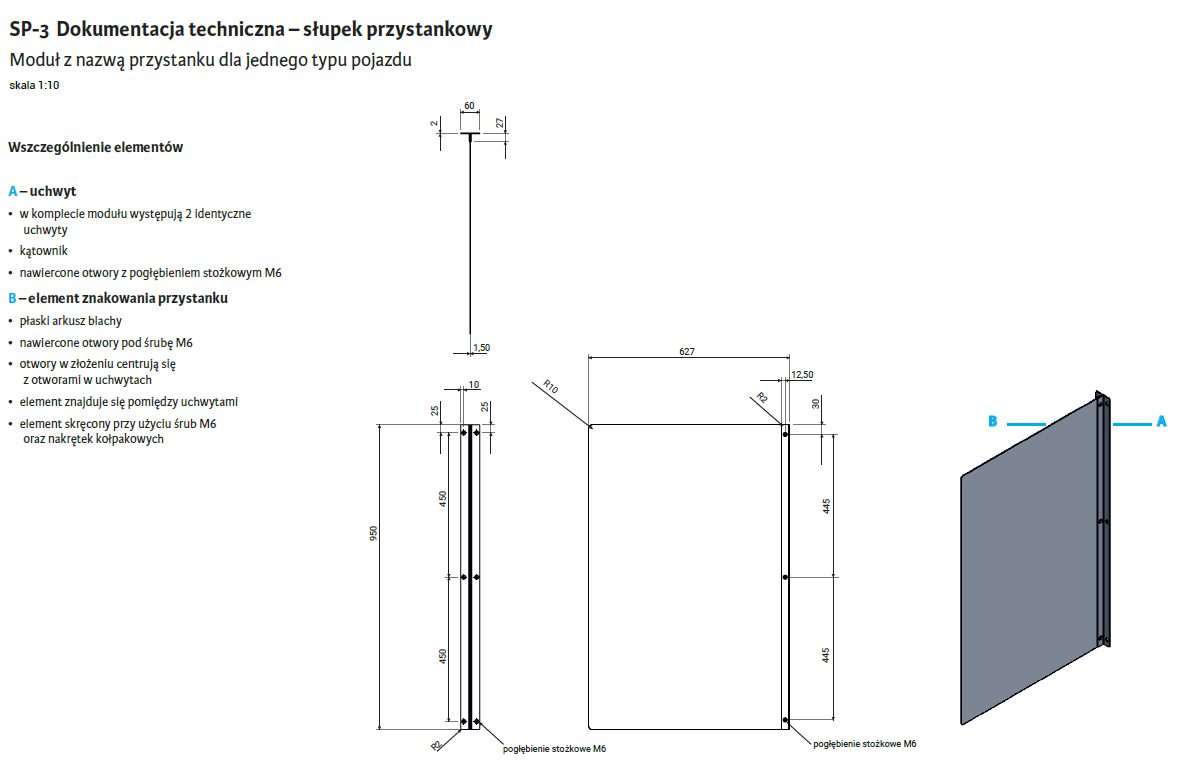 SP-3 Dokumentacja techniczna – słupek przystankowy
Moduł z nazwą przystanku dla jednego typu pojazdu
skala 1:10
Wszczególnienie elementów
A – uchwyt
• w komplecie modułu występują 2 identyczne
uchwyty
• kątownik
• nawiercone otwory z pogłębieniem stożkowym M6
B – element znakowania przystanku
• płaski arkusz blachy
• nawiercone otwory pod śrubę M6
• otwory w złożeniu centrują się
z otworami w uchwytach
• element znajduje się pomiędzy uchwytami
• element skręcony przy użyciu śrub M6
oraz nakrętek kołpakowych
60
2
27
1,50
10
25
25
450
950
450
R2
pogłębienie stożkowe M6
627
12,50
R10
R2
30
445
445
pogłębienie stożkowe M6
B
A